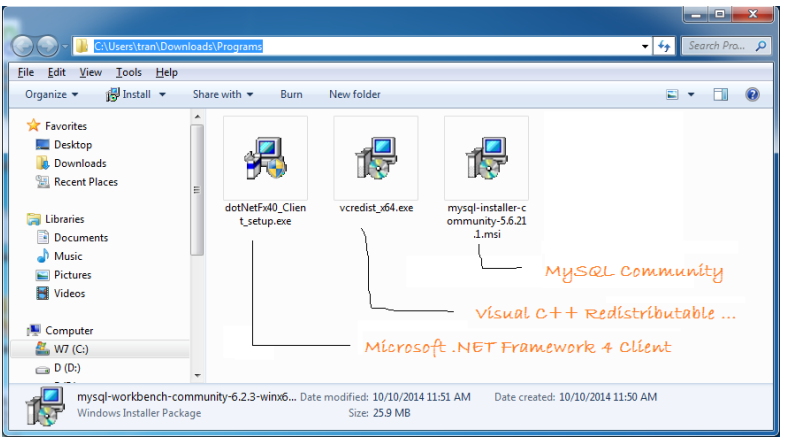 C:\Users\tran\Downloads\Programs
Search Pro...
File Edit View Tools Help
Organize Install Share with Burn New folder
Favorites
Desktop
Downloads
Recent Places
Libraries
Documents
Music
Pictures
Videos
Computer
W7 (C:)
D (D:)
dotNetFx40_Clien
t_setup.exe
vcredist_x64.exe
mysql-installer-c
ommunity-5.6.21
.1.msi
MySQL Community
Visual C++ Redistributable ...
Microsoft .NET Framework 4 Client
mysql-workbench-community-6.2.3-winx6... Date modified: 10/10/2014 11:51 AM Date created: 10/10/2014 11:50 AM
Windows Installer Package Size: 25.9 MB